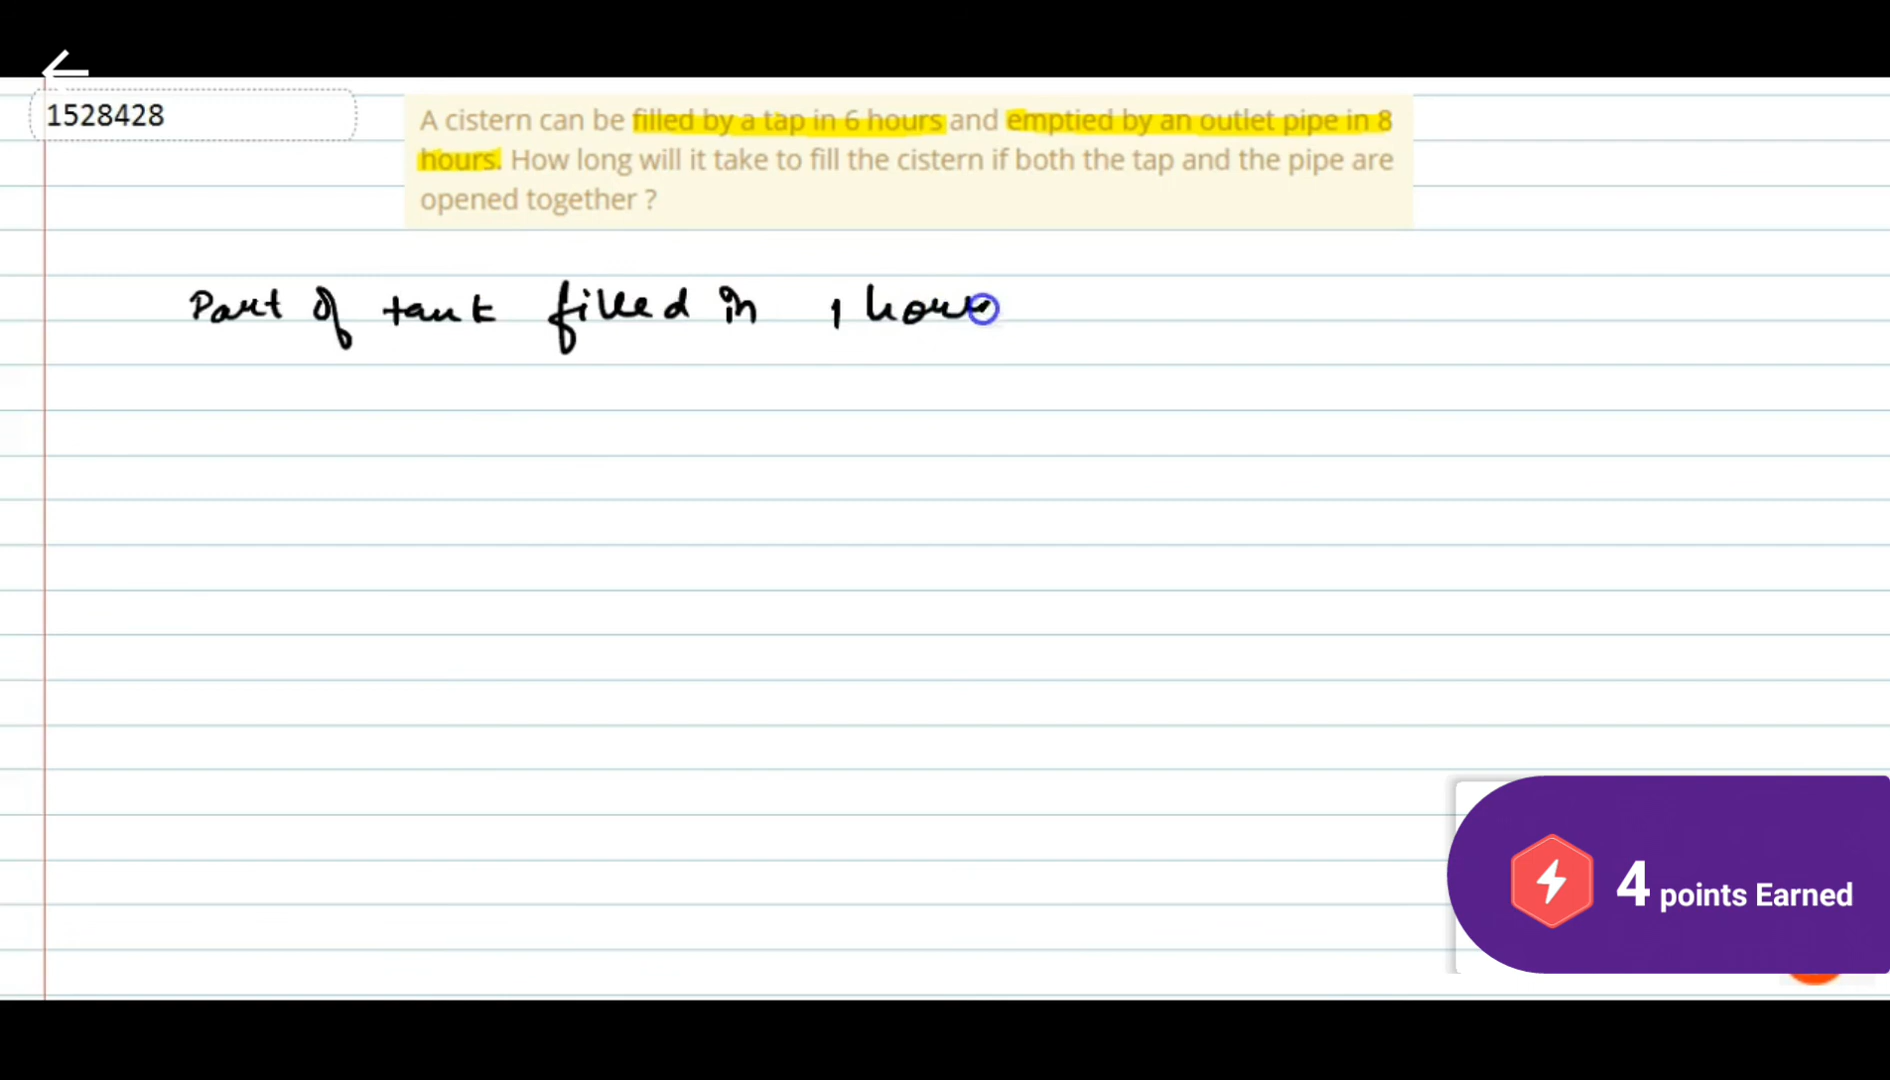 1528428
A cistern can be filled by a tap in 6 hours and emptied by an outlet pipe in 8
hours. How long will it take to fill the cistern if both the tap and the pipe are
opened together ?
Part of tank filled in 1 hour
4 points Earned